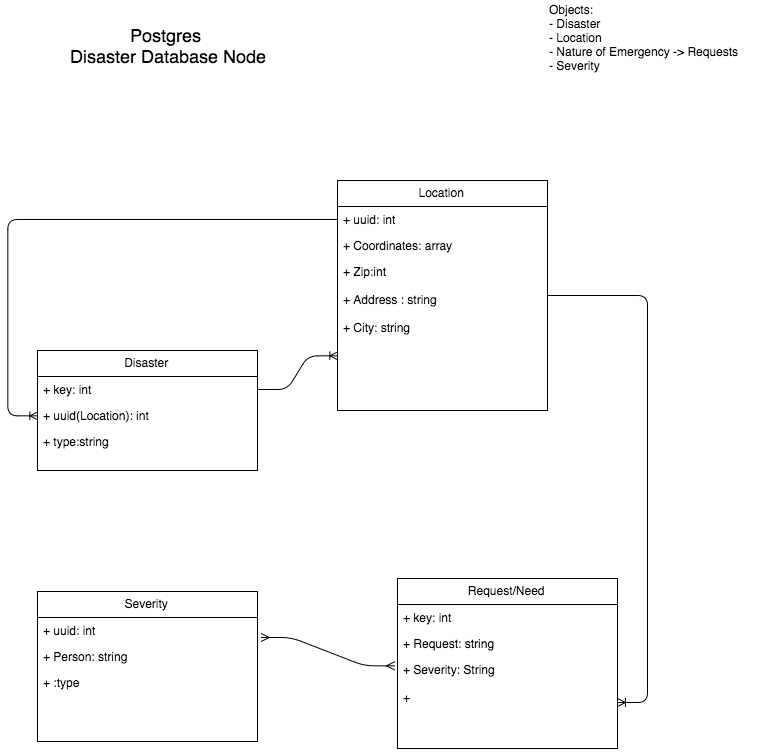 Postgres
Disaster Database Node
Objects:
- Disaster
- Location
- Nature of Emergency -> Requests
- Severity
Location
+ uuid: int
+ Coordinates: array
+ Zip:int
+ Address : string
+ City: string
Disaster
+ key: int
+ uuid(Location): int
+ type:string
Severity
+ uuid: int
+ Person: string
+ :type
Request/Need
+ key: int
+ Request: string
+ Severity: String
+